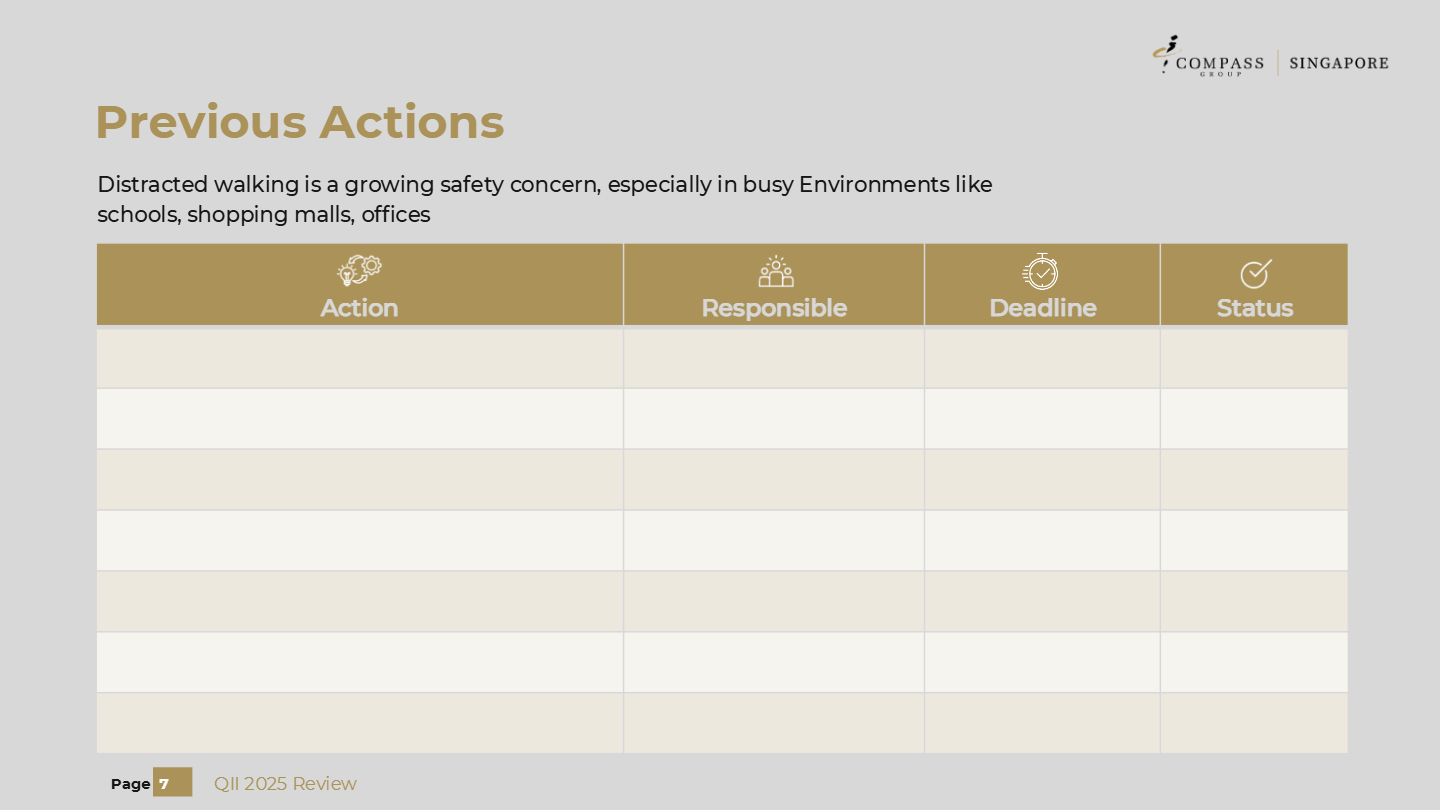 COMPASS
GROUP
SINGAPORE
Previous Actions
Distracted walking is a growing safety concern, especially in busy Environments like
schools, shopping malls, offices
Action Responsible Deadline Status
Page 7 QII 2025 Review